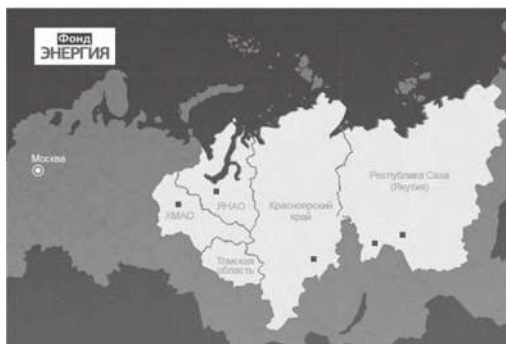 Фонд
ЭНЕРГИЯ
Москва
ХМАО
ЯНАО
Томская
область
Красноярский
край
Республика Саха
(Якутия)